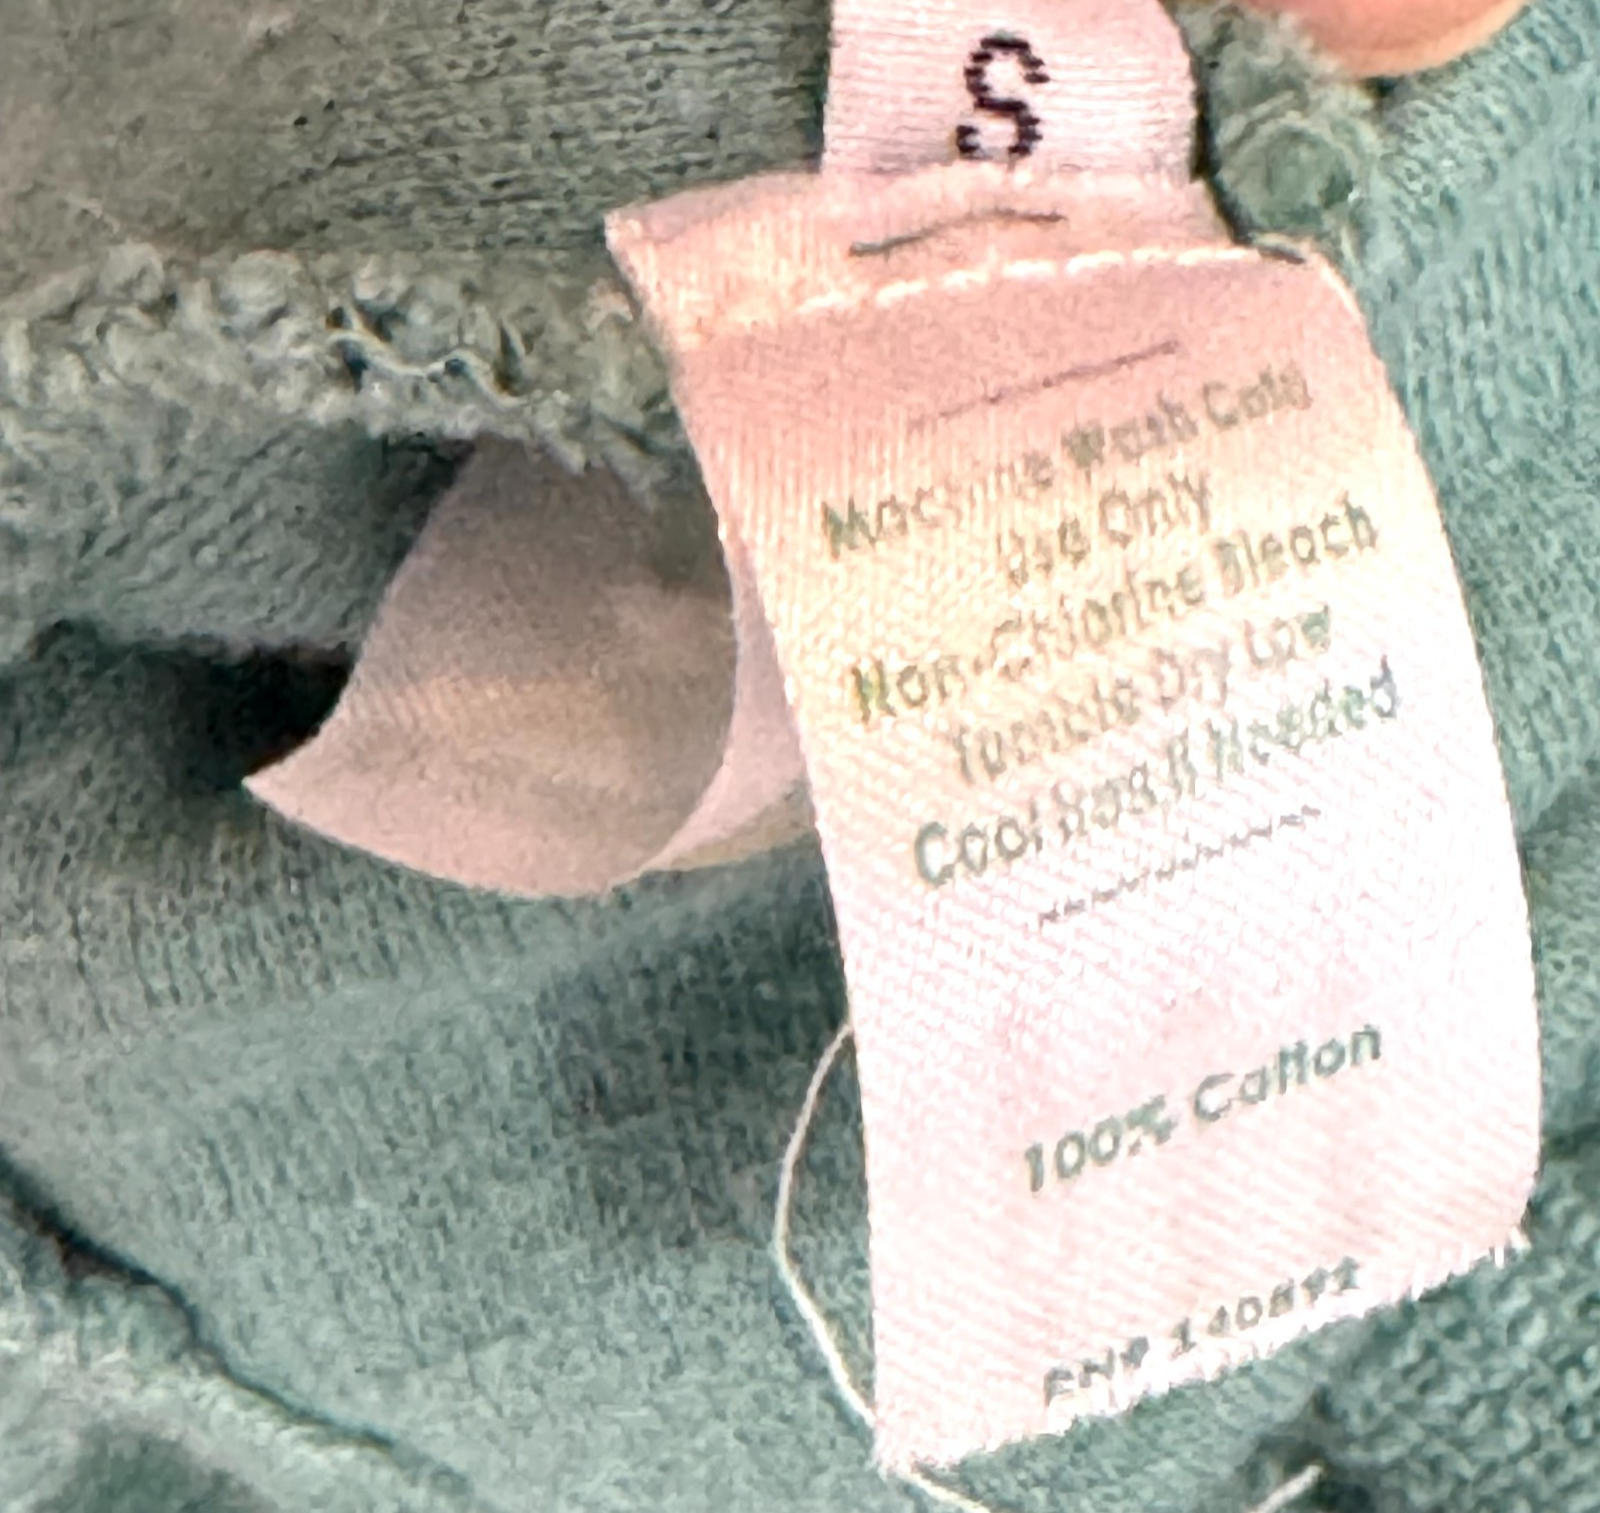 S
Machine Wash Cold
Use Only
Non-Chlorine Bleach
Tumble Dry Low
Cool Iron If Needed
100% Cotton